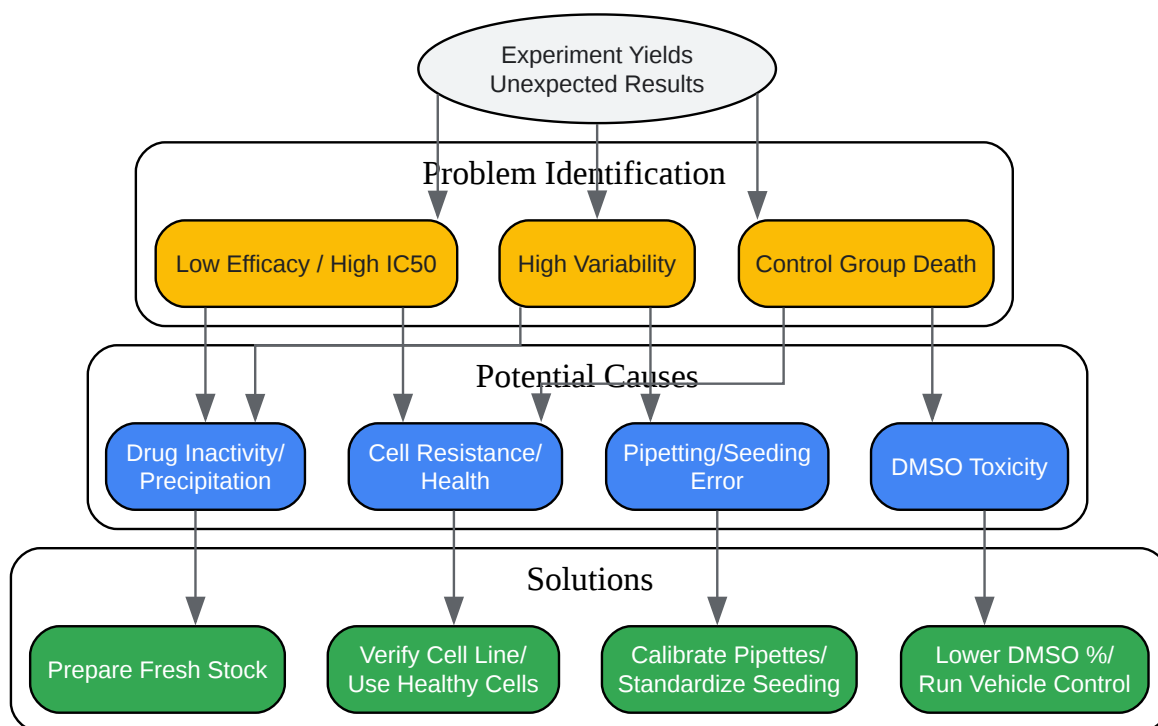 Experiment Yields
Unexpected Results
Problem Identification
Low Efficacy / High IC50
High Variability
Control Group Death
Potential Causes
Drug Inactivity/
Precipitation
Cell Resistance/
Health
Pipetting/Seeding
Error
DMSO Toxicity
Solutions
Prepare Fresh Stock
Verify Cell Line/
Use Healthy Cells
Calibrate Pipettes/
Standardize Seeding
Lower DMSO %/
Run Vehicle Control